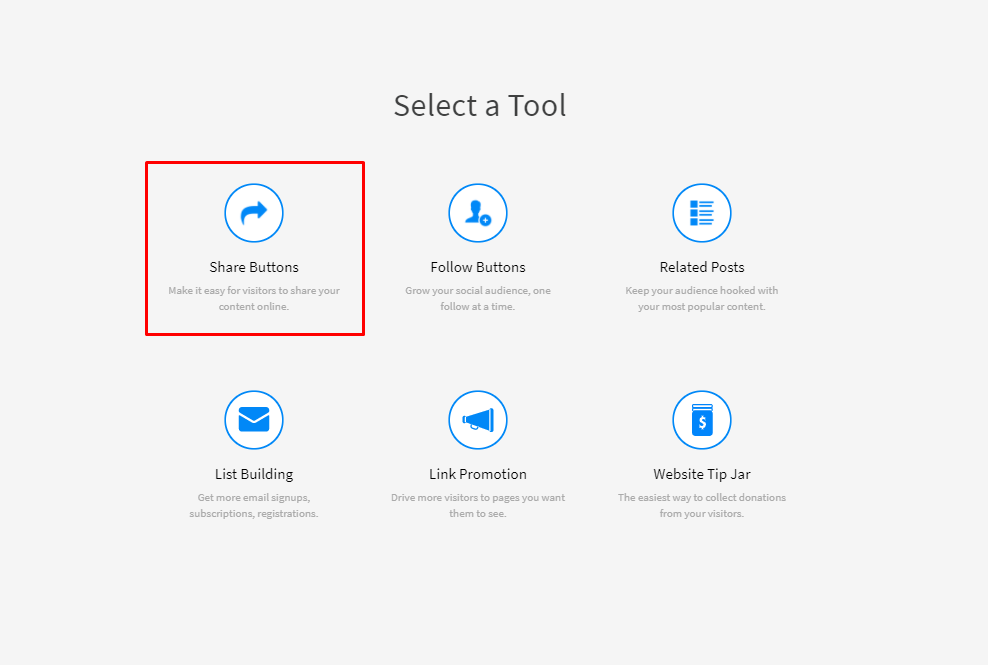 Select a Tool
Share Buttons
Make it easy for visitors to share your
content online.
Follow Buttons
Grow your social audience, one
follow at a time.
Related Posts
Keep your audience hooked with
your most popular content.
List Building
Get more email signups,
subscriptions, registrations.
Link Promotion
Drive more visitors to pages you want
them to see.
$
Website Tip Jar
The easiest way to collect donations
from your visitors.